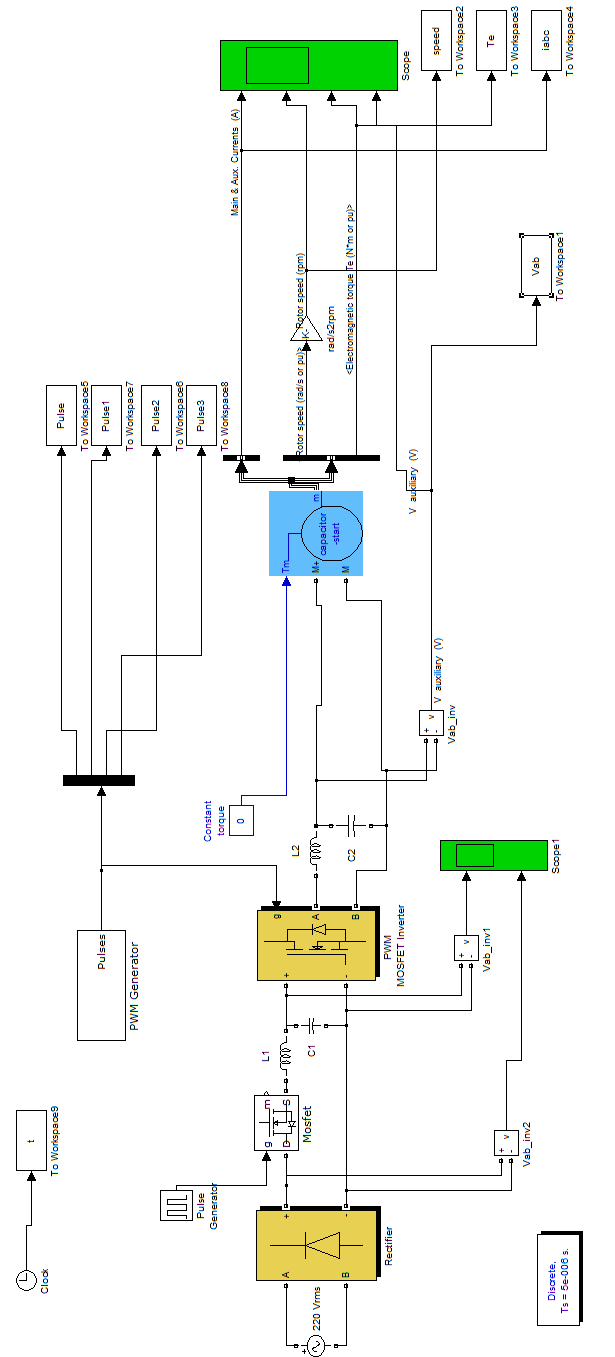 Clock
t
To Workspace9
Pulses
PWM Generator
Pulse
To Workspace5
Pulse1
To Workspace7
Pulse2
To Workspace6
Pulse3
To Workspace8
220 Vrms
+
A
B
+
-
Rectifier
Pulse
Generator
g
m
D
S
Mosfet
L1
C1
g
+
-
A
B
PWM
MOSFET Inverter
L2
C2
Constant
torque
0
Tm
M+
M
m
capacitor
-start
Main & Aux. Currents (A)
Rotor speed (rad/s or pu)>
K-
rad/s2rpm
Rotor speed (rpm)
<Electromagnetic torque Te (N*m or pu)>
Scope
speed
To Workspace2
Te
To Workspace3
iabc
To Workspace4
Vab
To Workspace1
V auxiliary (V)
V auxiliary (V)
+
-
v
Vab_inv
Scope1
+
-
v
Vab_inv1
+
-
v
Vab_inv2
Discrete,
Ts = 5e-006 s.